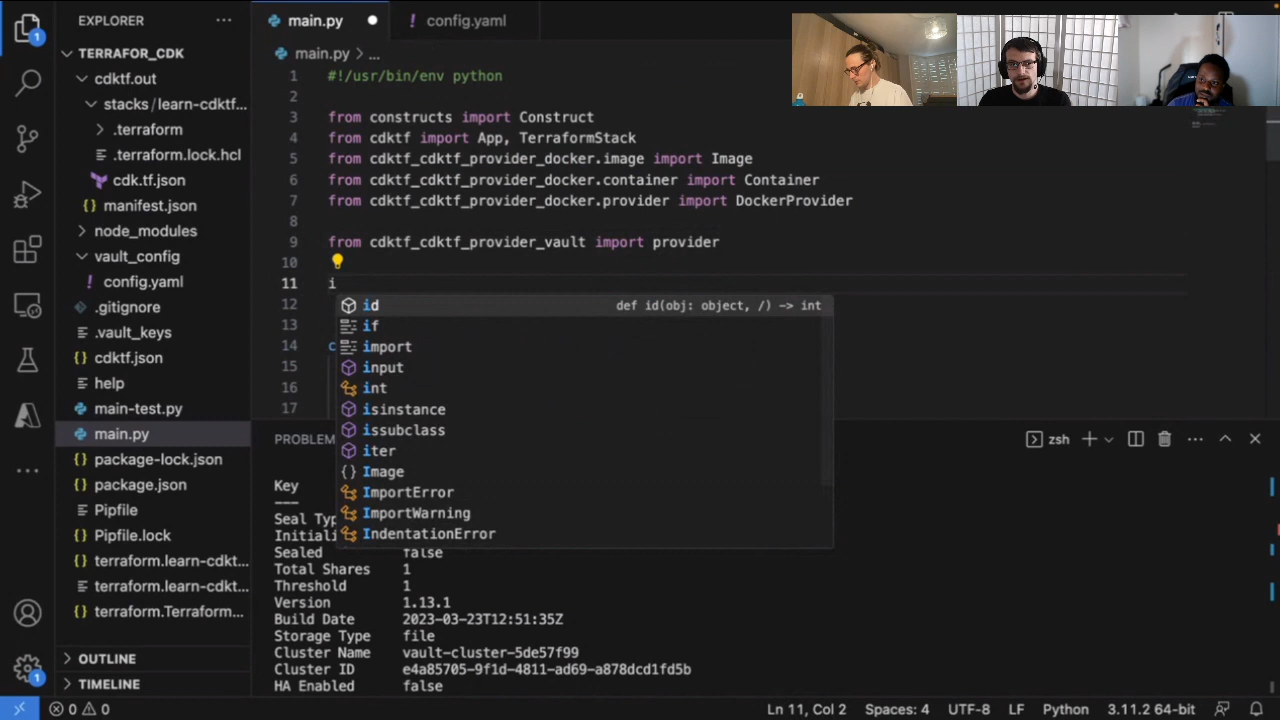 EXPLORER
TERRAFOR_CDK
cdktf.out
stacks / learn-cdktf...
.terraform
.terraform.lock.hcl
cdk.tf.json
manifest.json
node_modules
vault_config
config.yaml
.gitignore
.vault_keys
cdktf.json
help
main-test.py
main.py
package-lock.json
package.json
Pipfile
Pipfile.lock
terraform.learn-cdkt...
terraform.learn-cdkt...
terraform.Terraform...
OUTLINE
TIMELINE
1
1
main.py
config.yaml
main.py > ...
1 #!/usr/bin/env python
2
3 from constructs import Construct
4 from cdktf import App, TerraformStack
5 from cdktf_cdktf_provider_docker.image import Image
6 from cdktf_cdktf_provider_docker.container import Container
7 from cdktf_cdktf_provider_docker.provider import DockerProvider
8
9 from cdktf_cdktf_provider_vault import provider
10
11 i
12
13
14 c
15
16
17
id def id(obj: object, /) -> int
if
import
input
int
isinstance
issubclass
iter
Image
ImportError
ImportWarning
IndentationError
PROBLEM
zsh
Key
---
Seal Typ
Initiali
Sealed false
Total Shares 1
Threshold 1
Version 1.13.1
Build Date 2023-03-23T12:51:35Z
Storage Type file
Cluster Name vault-cluster-5de57f99
Cluster ID e4a85705-9f1d-4811-ad69-a878dcd1fd5b
HA Enabled false
0 0
Ln 11, Col 2 Spaces: 4 UTF-8 LF Python 3.11.2 64-bit